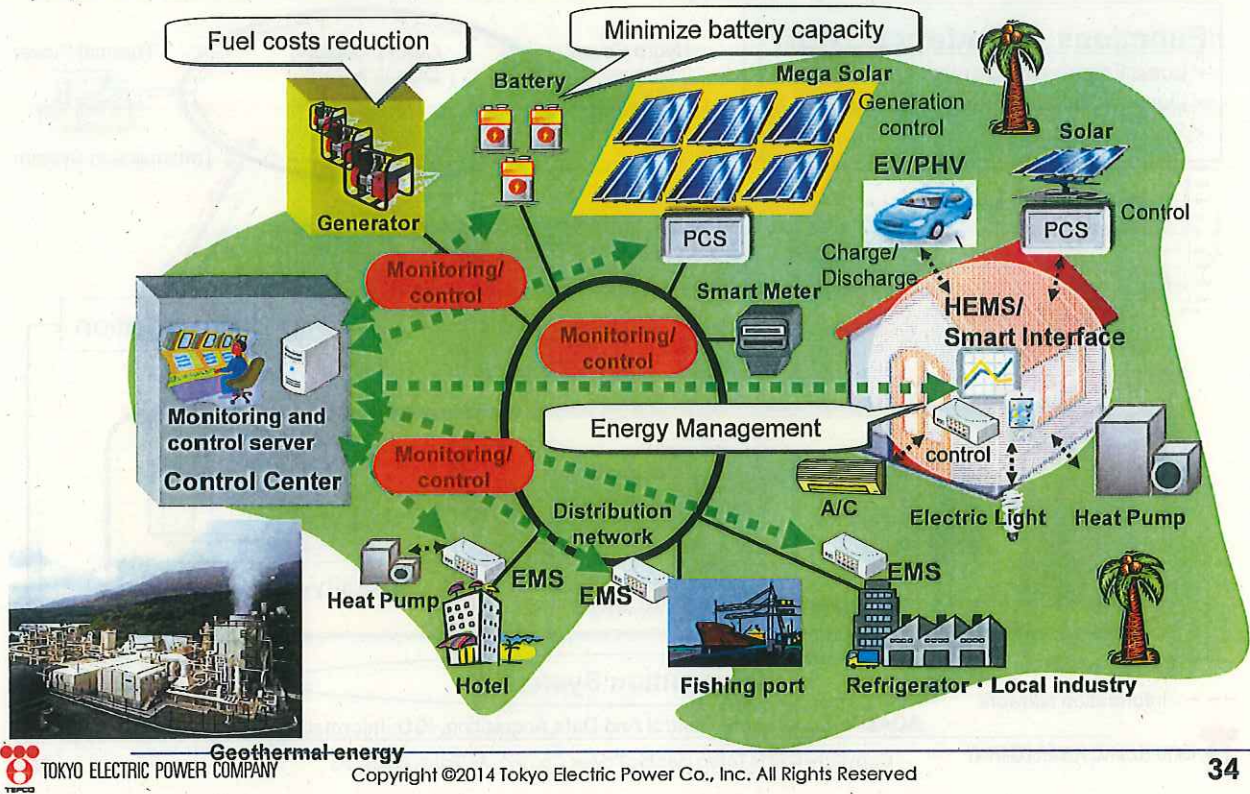 Fuel costs reduction
Minimize battery capacity
Battery
Mega Solar
Generation
control
Solar
EV/PHV
Generator
PCS
PCS
Control
Monitoring/
control
Charge/
Discharge
Smart Meter
HEMS/
Smart Interface
Monitoring/
control
Monitoring and
control server
Control Center
Energy Management
Monitoring/
control
control
A/C
Electric Light
Heat Pump
Distribution
network
EMS
EMS
EMS
Heat Pump
Hotel
Fishing port
Refrigerator・Local industry
Geothermal energy
TEPCO
TOKYO ELECTRIC POWER COMPANY
Copyright ©2014 Tokyo Electric Power Co., Inc. All Rights Reserved
34